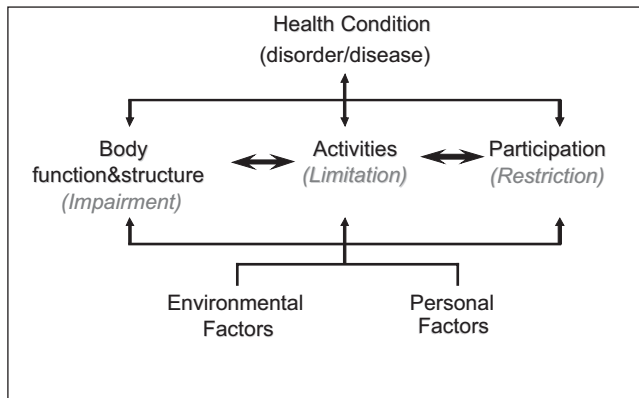 Health Condition
(disorder/disease)
Body
function&structure
(Impairment)
Activities
(Limitation)
Participation
(Restriction)
Environmental
Factors
Personal
Factors